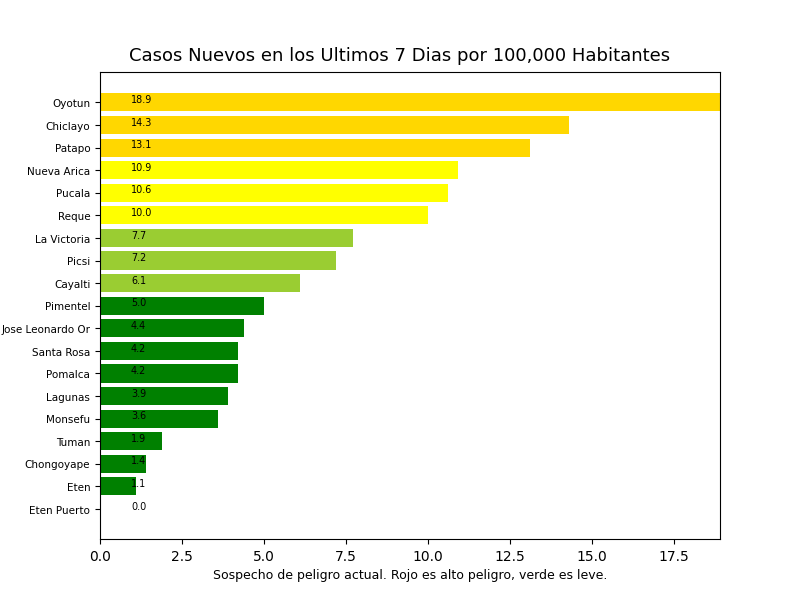 Casos Nuevos en los Ultimos 7 Dias por 100,000 Habitantes
Oyotun 18.9
Chiclayo 14.3
Patapo 13.1
Nueva Arica 10.9
Pucala 10.6
Reque 10.0
La Victoria 7.7
Picsi 7.2
Cayalti 6.1
Pimentel 5.0
Jose Leonardo Or 4.4
Santa Rosa 4.2
Pomalca 4.2
Lagunas 3.9
Monsefu 3.6
Tuman 1.9
Chongoyape 1.4
Eten 1.1
Eten Puerto 0.0
0.0 2.5 5.0 7.5 10.0 12.5 15.0 17.5
Sospecho de peligro actual. Rojo es alto peligro, verde es leve.